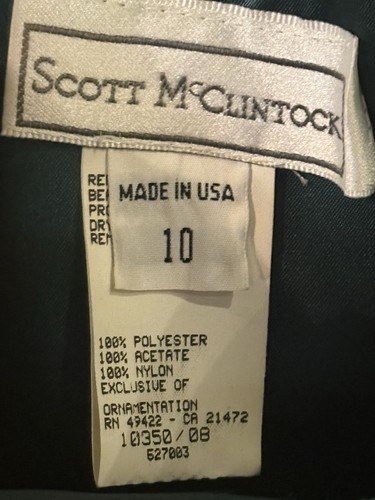 SCOTT McCLINTOCK
MADE IN USA
10
100% POLYESTER
100% ACETATE
100% NYLON
EXCLUSIVE OF
ORNAMENTATION
RN 49422 - CA 21472
10350/08
527003